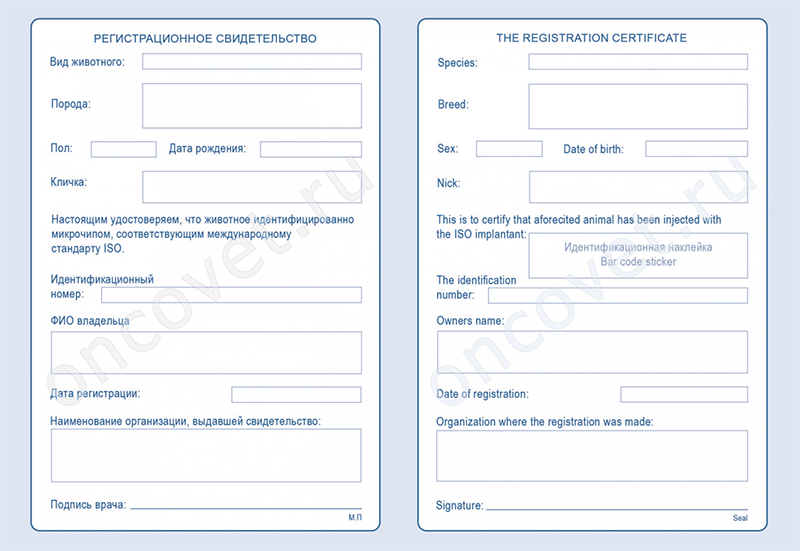 РЕГИСТРАЦИОННОЕ СВИДЕТЕЛЬСТВО
Вид животного:
Порода:
Пол: Дата рождения:
Кличка:
Настоящим удостоверяем, что животное идентифицированно
микрочипом, соответствующим международному
стандарту ISO.
Идентификационный
номер:
ФИО владельца
Дата регистрации:
Наименование организации, выдавшей свидетельство:
Подпись врача:
М.П
oncovet.ru
THE REGISTRATION CERTIFICATE
Species:
Breed:
Sex: Date of birth:
Nick:
This is to certify that aforecited animal has been injected with
the ISO implantant:
Идентификационная наклейка
Bar code sticker
The identification
number:
Owners name:
Date of registration:
Organization where the registration was made:
Signature:
Seal
oncovet.ru